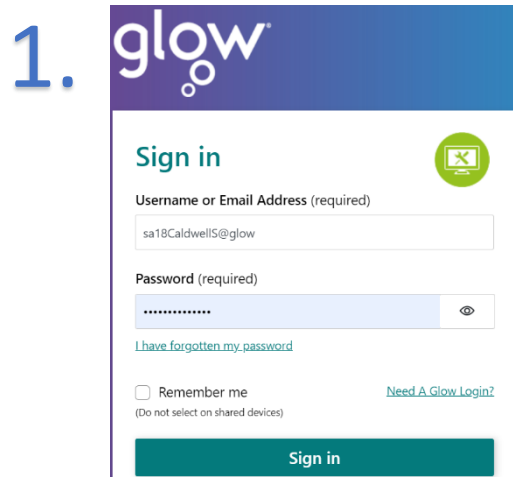 1.
glow
Sign in
Username or Email Address (required)
sa18CaldwellS@glow
Password (required)
••••••••••••••
I have forgotten my password
Remember me
Need A Glow Login?
(Do not select on shared devices)
Sign in